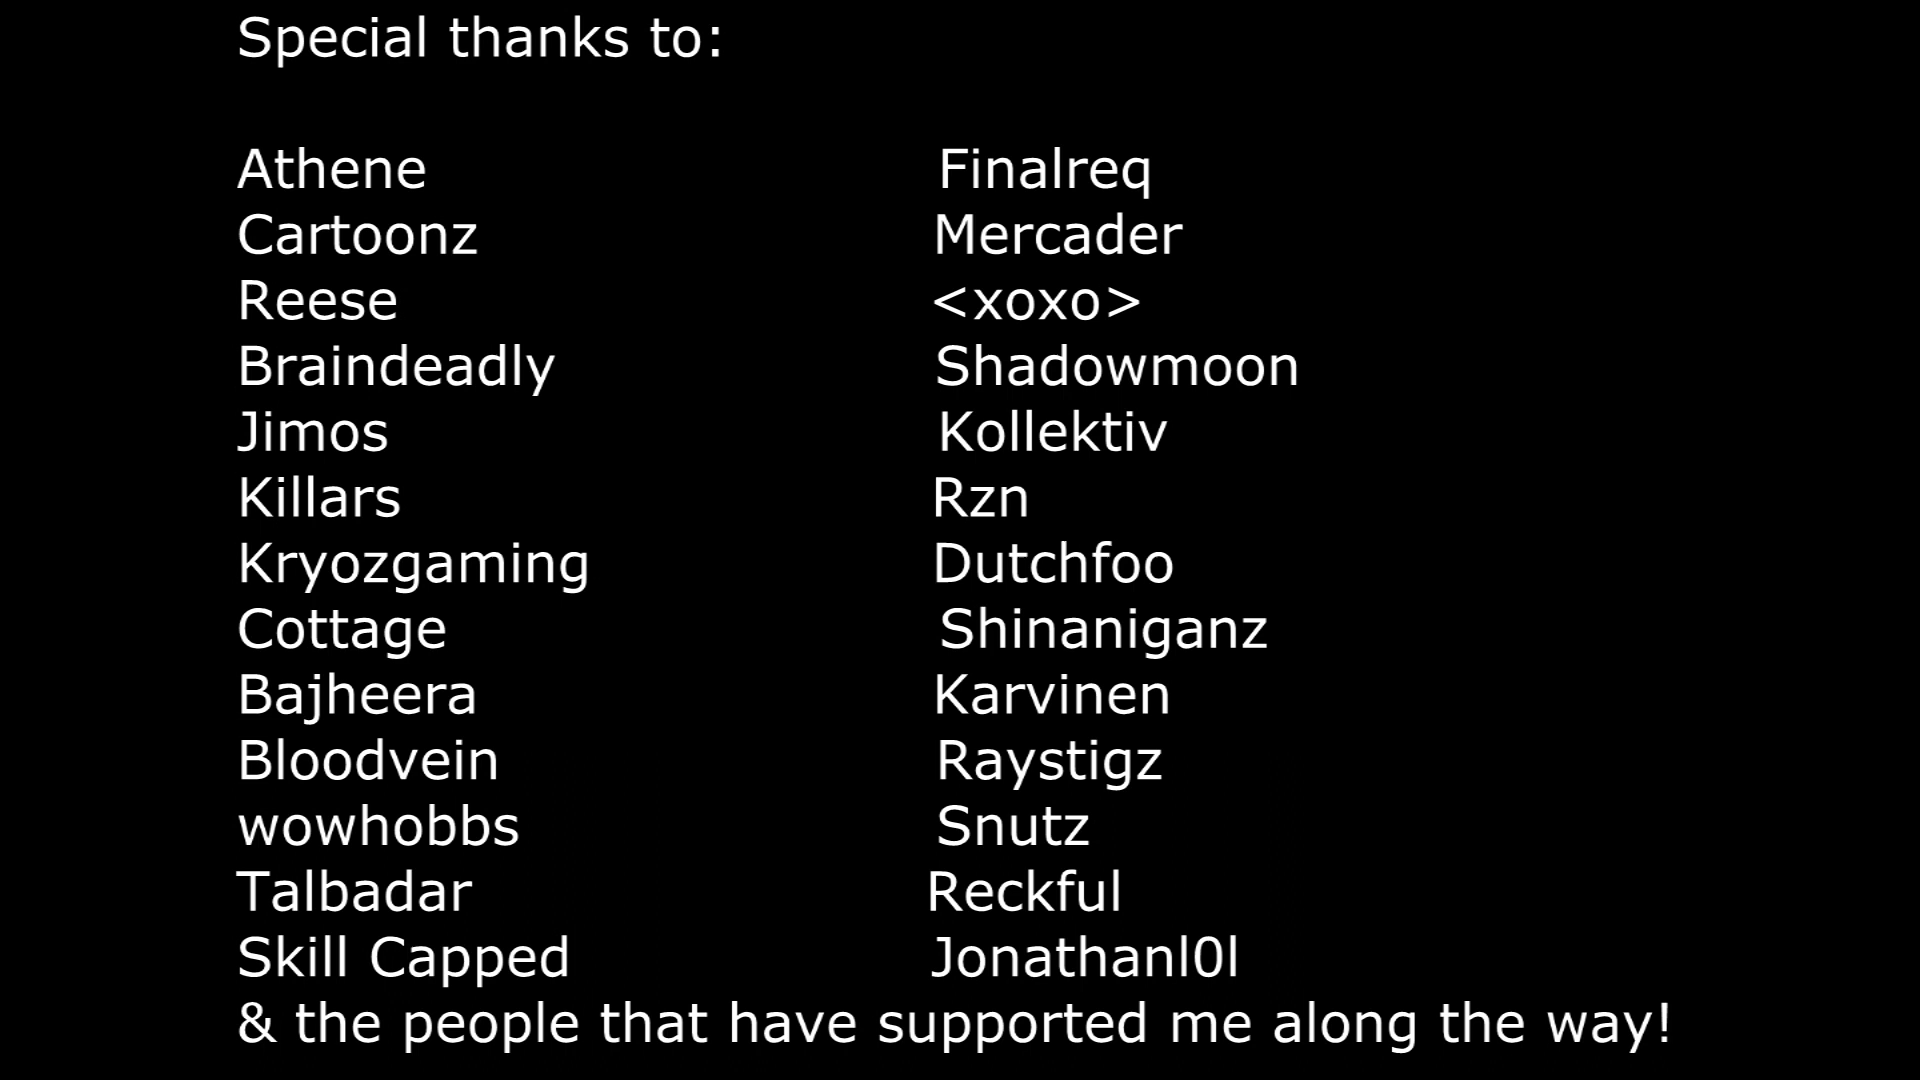 Special thanks to:
Athene Finalreq
Cartoonz Mercader
Reese <xoxo>
Braindeadly Shadowmoon
Jimos Kollektiv
Killars Rzn
Kryozgaming Dutchfoo
Cottage Shinaniganz
Bajheera Karvinen
Bloodvein Raystigz
wowhobbs Snutz
Talbadar Reckful
Skill Capped Jonathanl0l
& the people that have supported me along the way!